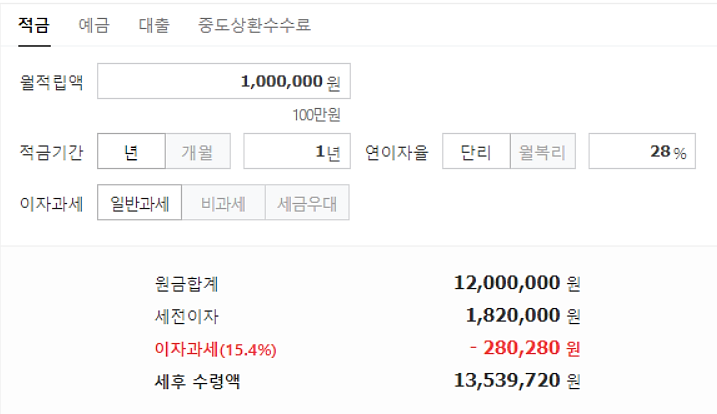 적금 예금 대출 중도상환수수료
월적립액 1,000,000 원
100만원
적금기간 년 개월 1 년 연이자율 단리 월복리 28 %
이자과세 일반과세 비과세 세금우대
원금합계 12,000,000 원
세전이자 1,820,000 원
이자과세(15.4%) - 280,280 원
세후 수령액 13,539,720 원